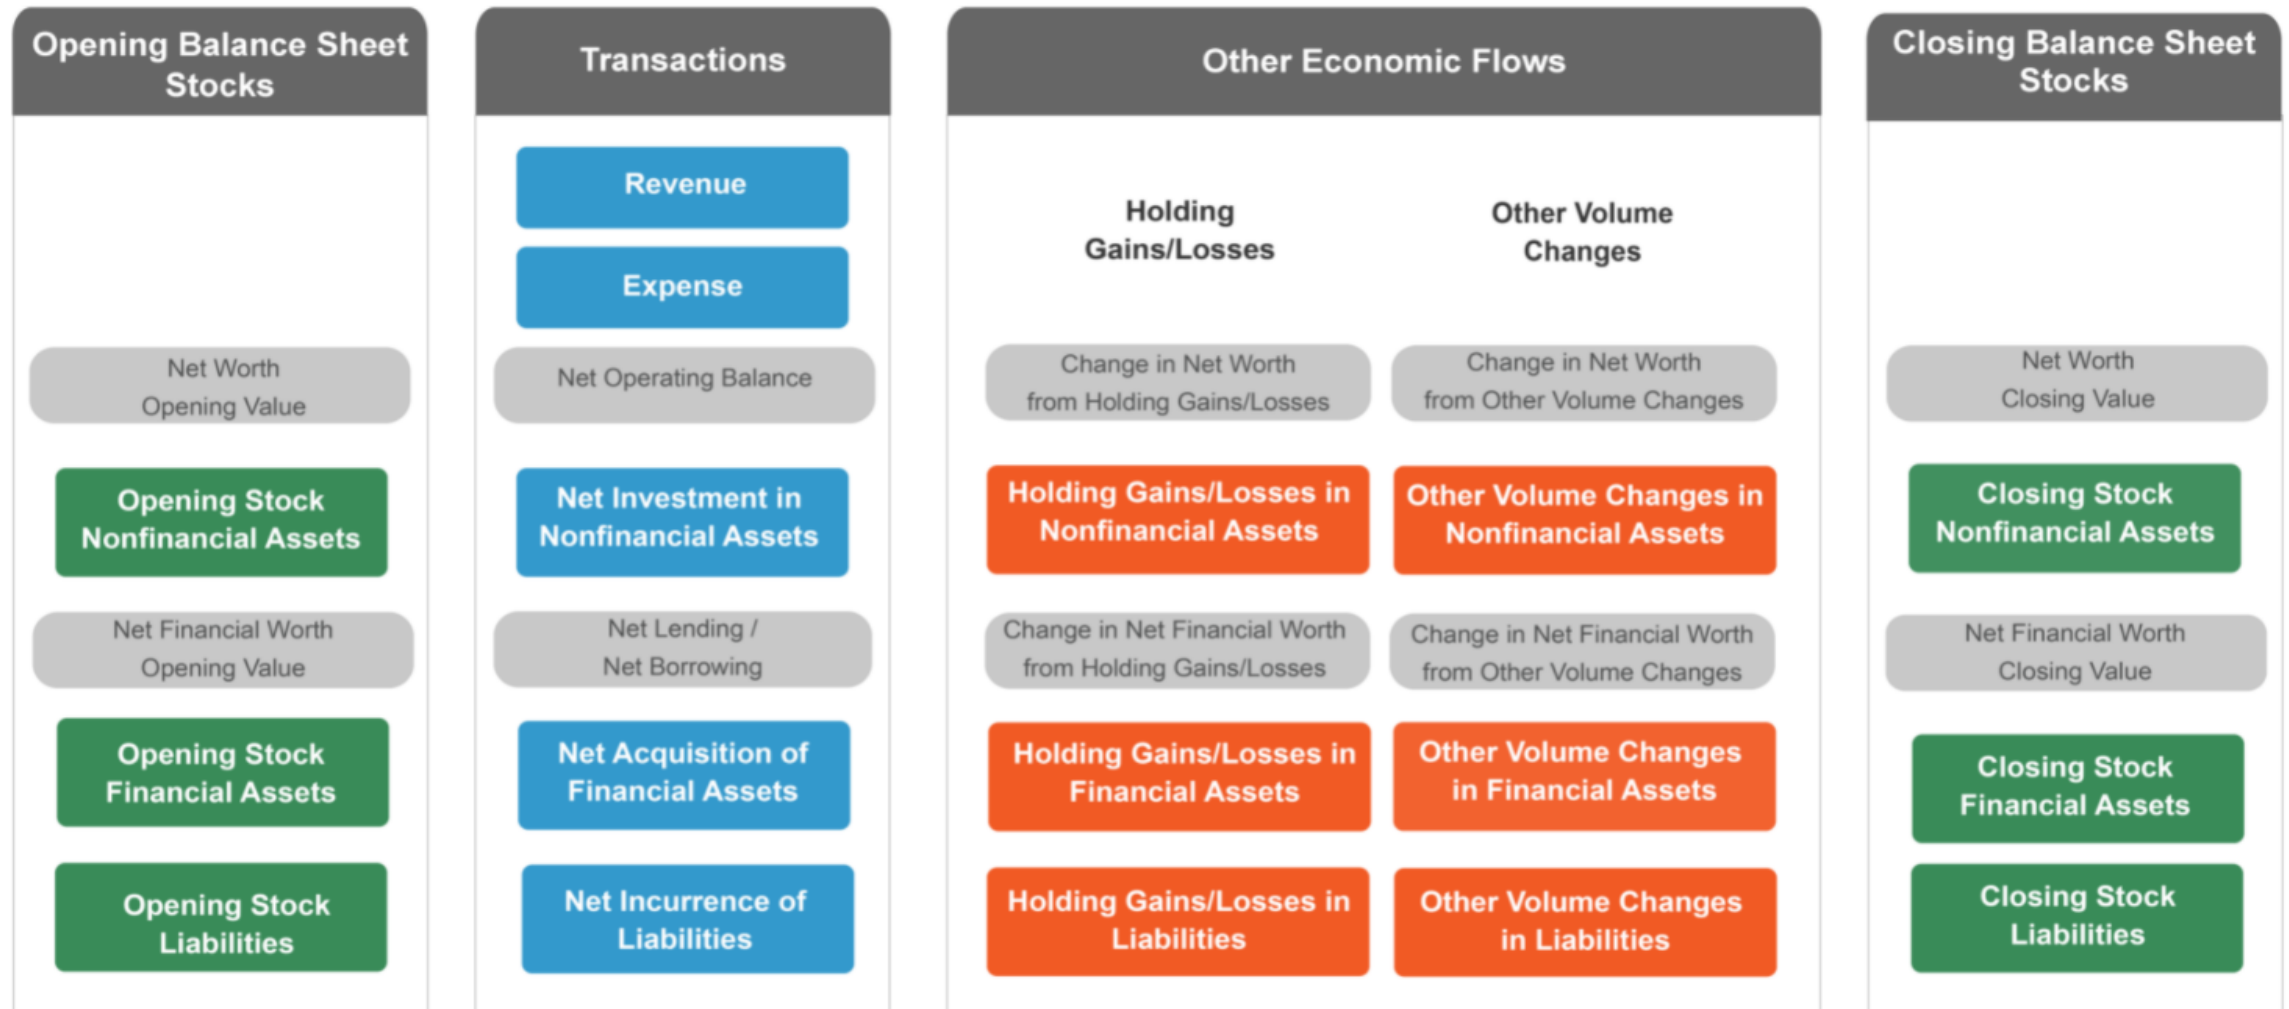 Opening Balance Sheet
Stocks
Net Worth
Opening Value
Opening Stock
Nonfinancial Assets
Net Financial Worth
Opening Value
Opening Stock
Financial Assets
Opening Stock
Liabilities
Transactions
Revenue
Expense
Net Operating Balance
Net Investment in
Nonfinancial Assets
Net Lending /
Net Borrowing
Net Acquisition of
Financial Assets
Net Incurrence of
Liabilities
Other Economic Flows
Holding
Gains/Losses
Change in Net Worth
from Holding Gains/Losses
Holding Gains/Losses in
Nonfinancial Assets
Change in Net Financial Worth
from Holding Gains/Losses
Holding Gains/Losses in
Financial Assets
Holding Gains/Losses in
Liabilities
Other Volume
Changes
Change in Net Worth
from Other Volume Changes
Other Volume Changes in
Nonfinancial Assets
Change in Net Financial Worth
from Other Volume Changes
Other Volume Changes
in Financial Assets
Other Volume Changes
in Liabilities
Closing Balance Sheet
Stocks
Net Worth
Closing Value
Closing Stock
Nonfinancial Assets
Net Financial Worth
Closing Value
Closing Stock
Financial Assets
Closing Stock
Liabilities